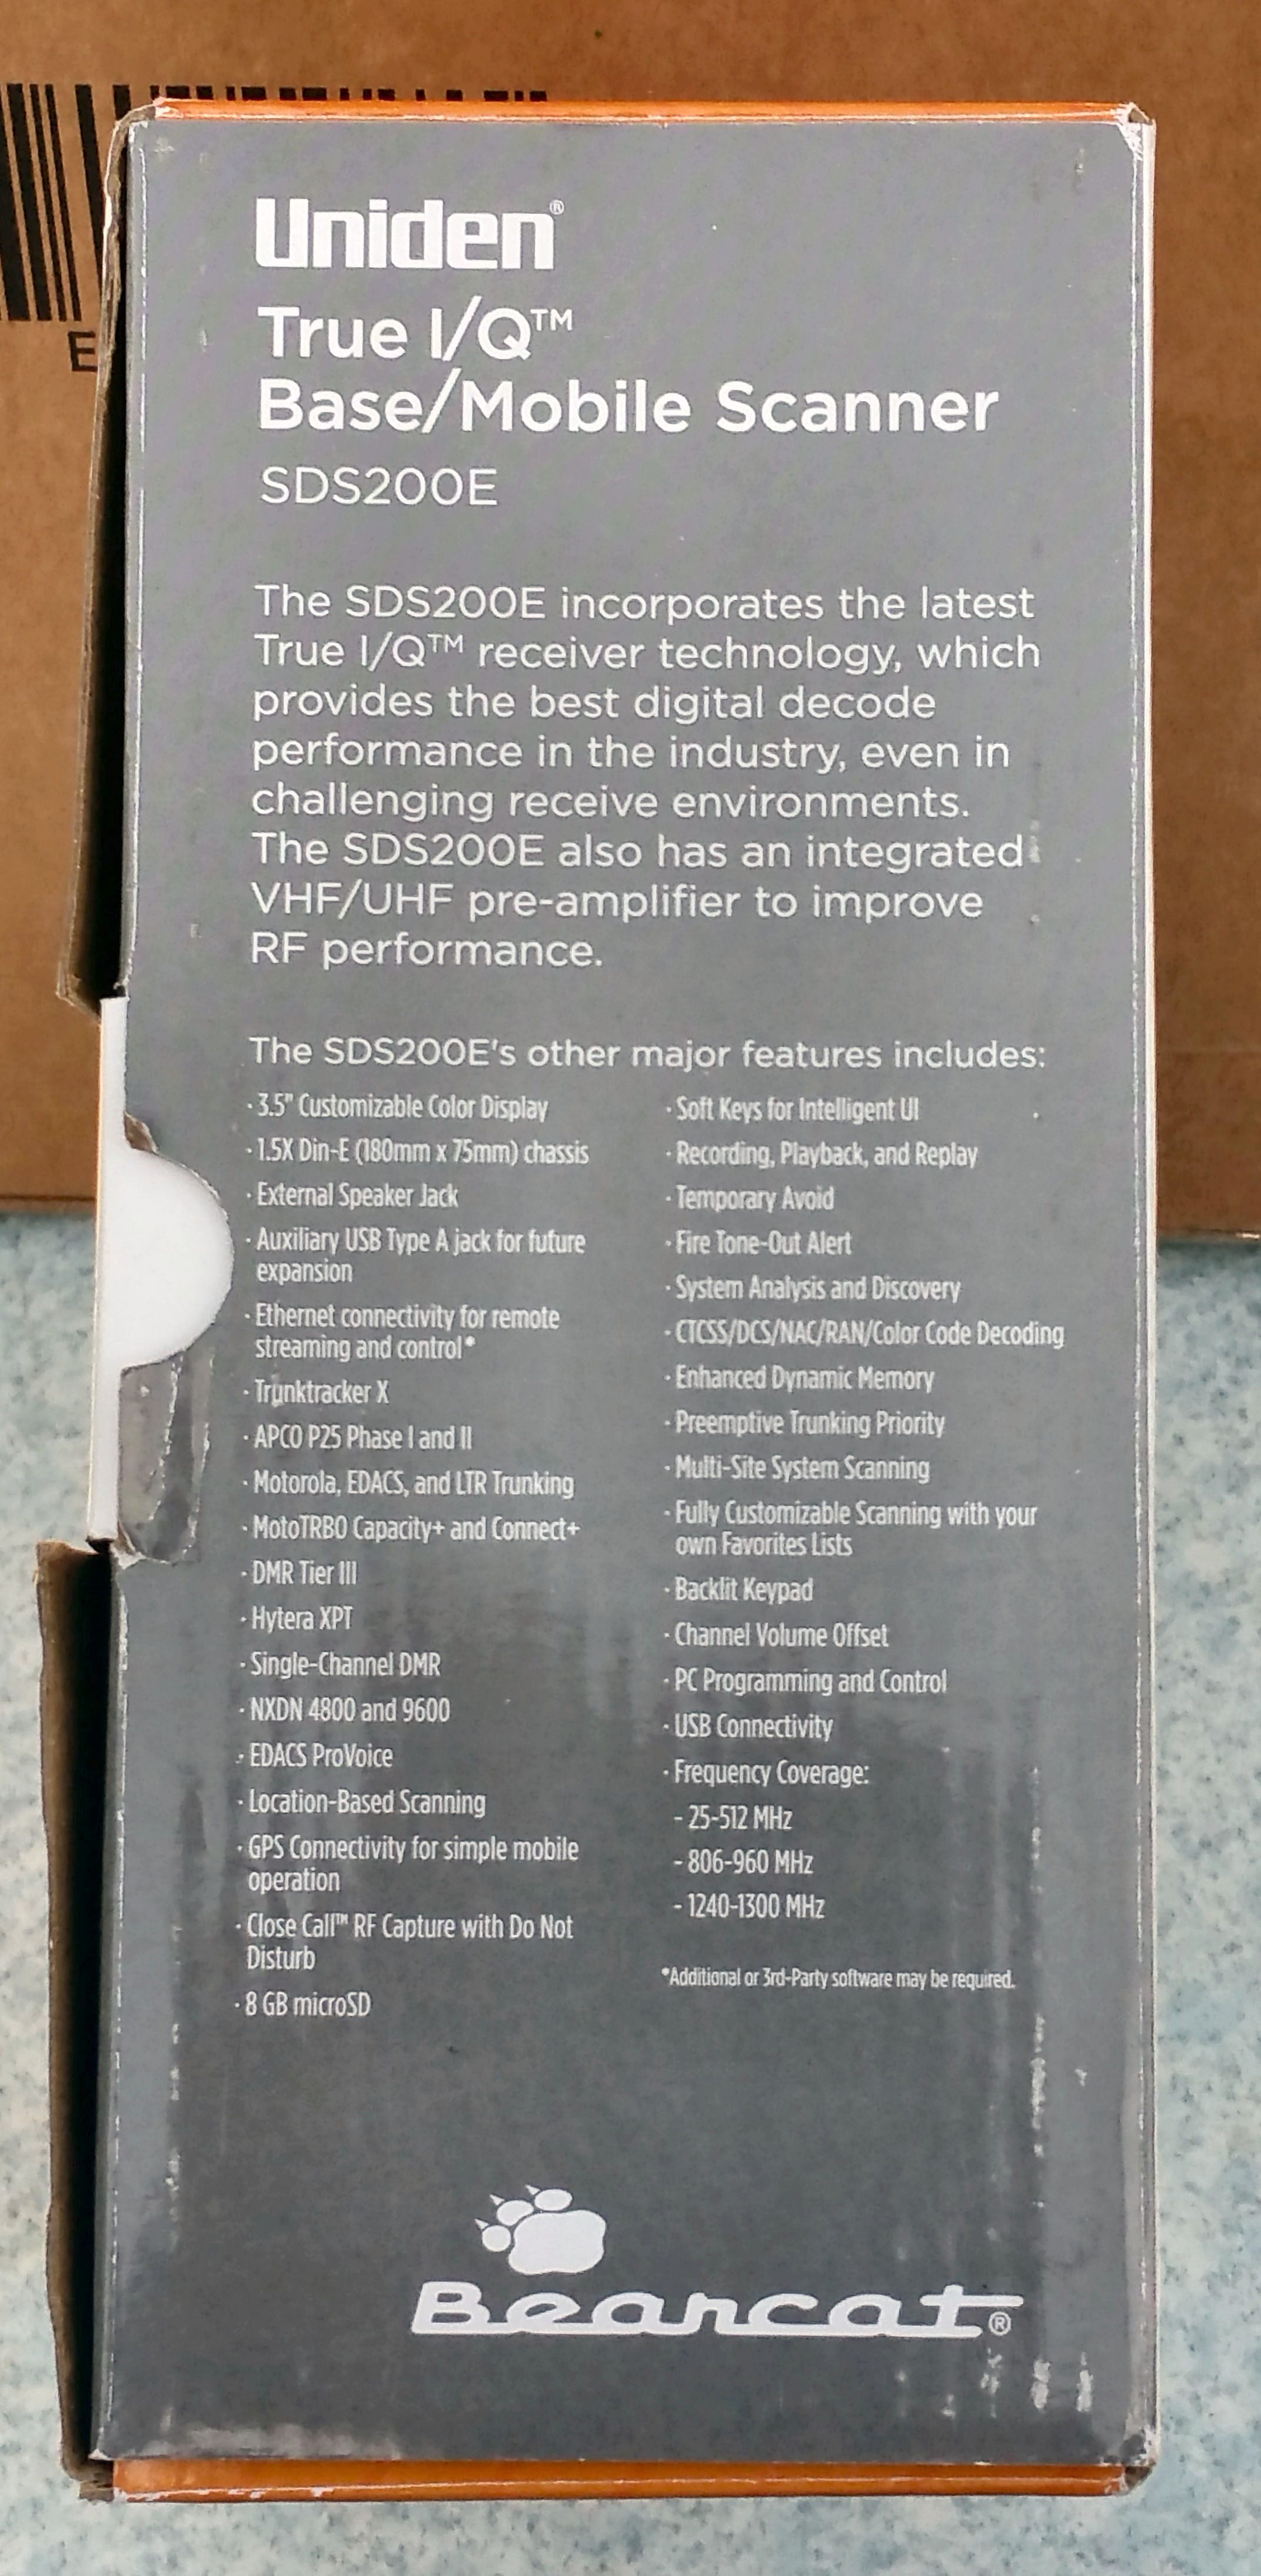 E
Uniden®
True I/Q™
Base/Mobile Scanner
SDS200E
The SDS200E incorporates the latest
True I/Q™ receiver technology, which
provides the best digital decode
performance in the industry, even in
challenging receive environments.
The SDS200E also has an integrated
VHF/UHF pre-amplifier to improve
RF performance.
The SDS200E's other major features includes:
· 3.5" Customizable Color Display
· 1.5X Din-E (180mm x 75mm) chassis
· External Speaker Jack
· Auxiliary USB Type A jack for future
expansion
· Ethernet connectivity for remote
streaming and control*
· Trunktracker X
· APCO P25 Phase I and II
· Motorola, EDACS, and LTR Trunking
· MotoTRBO Capacity+ and Connect+
· DMR Tier III
· Hytera XPT
· Single-Channel DMR
· NXDN 4800 and 9600
· EDACS ProVoice
· Location-Based Scanning
· GPS Connectivity for simple mobile
operation
· Close Call™ RF Capture with Do Not
Disturb
· 8 GB microSD
· Soft Keys for Intelligent UI
· Recording, Playback, and Replay
· Temporary Avoid
· Fire Tone-Out Alert
· System Analysis and Discovery
· CTCSS/DCS/NAC/RAN/Color Code Decoding
· Enhanced Dynamic Memory
· Preemptive Trunking Priority
· Multi-Site System Scanning
· Fully Customizable Scanning with your
own Favorites Lists
· Backlit Keypad
· Channel Volume Offset
· PC Programming and Control
· USB Connectivity
· Frequency Coverage:
- 25-512 MHz
- 806-960 MHz
- 1240-1300 MHz
*Additional or 3rd-Party software may be required.
Bearcat®